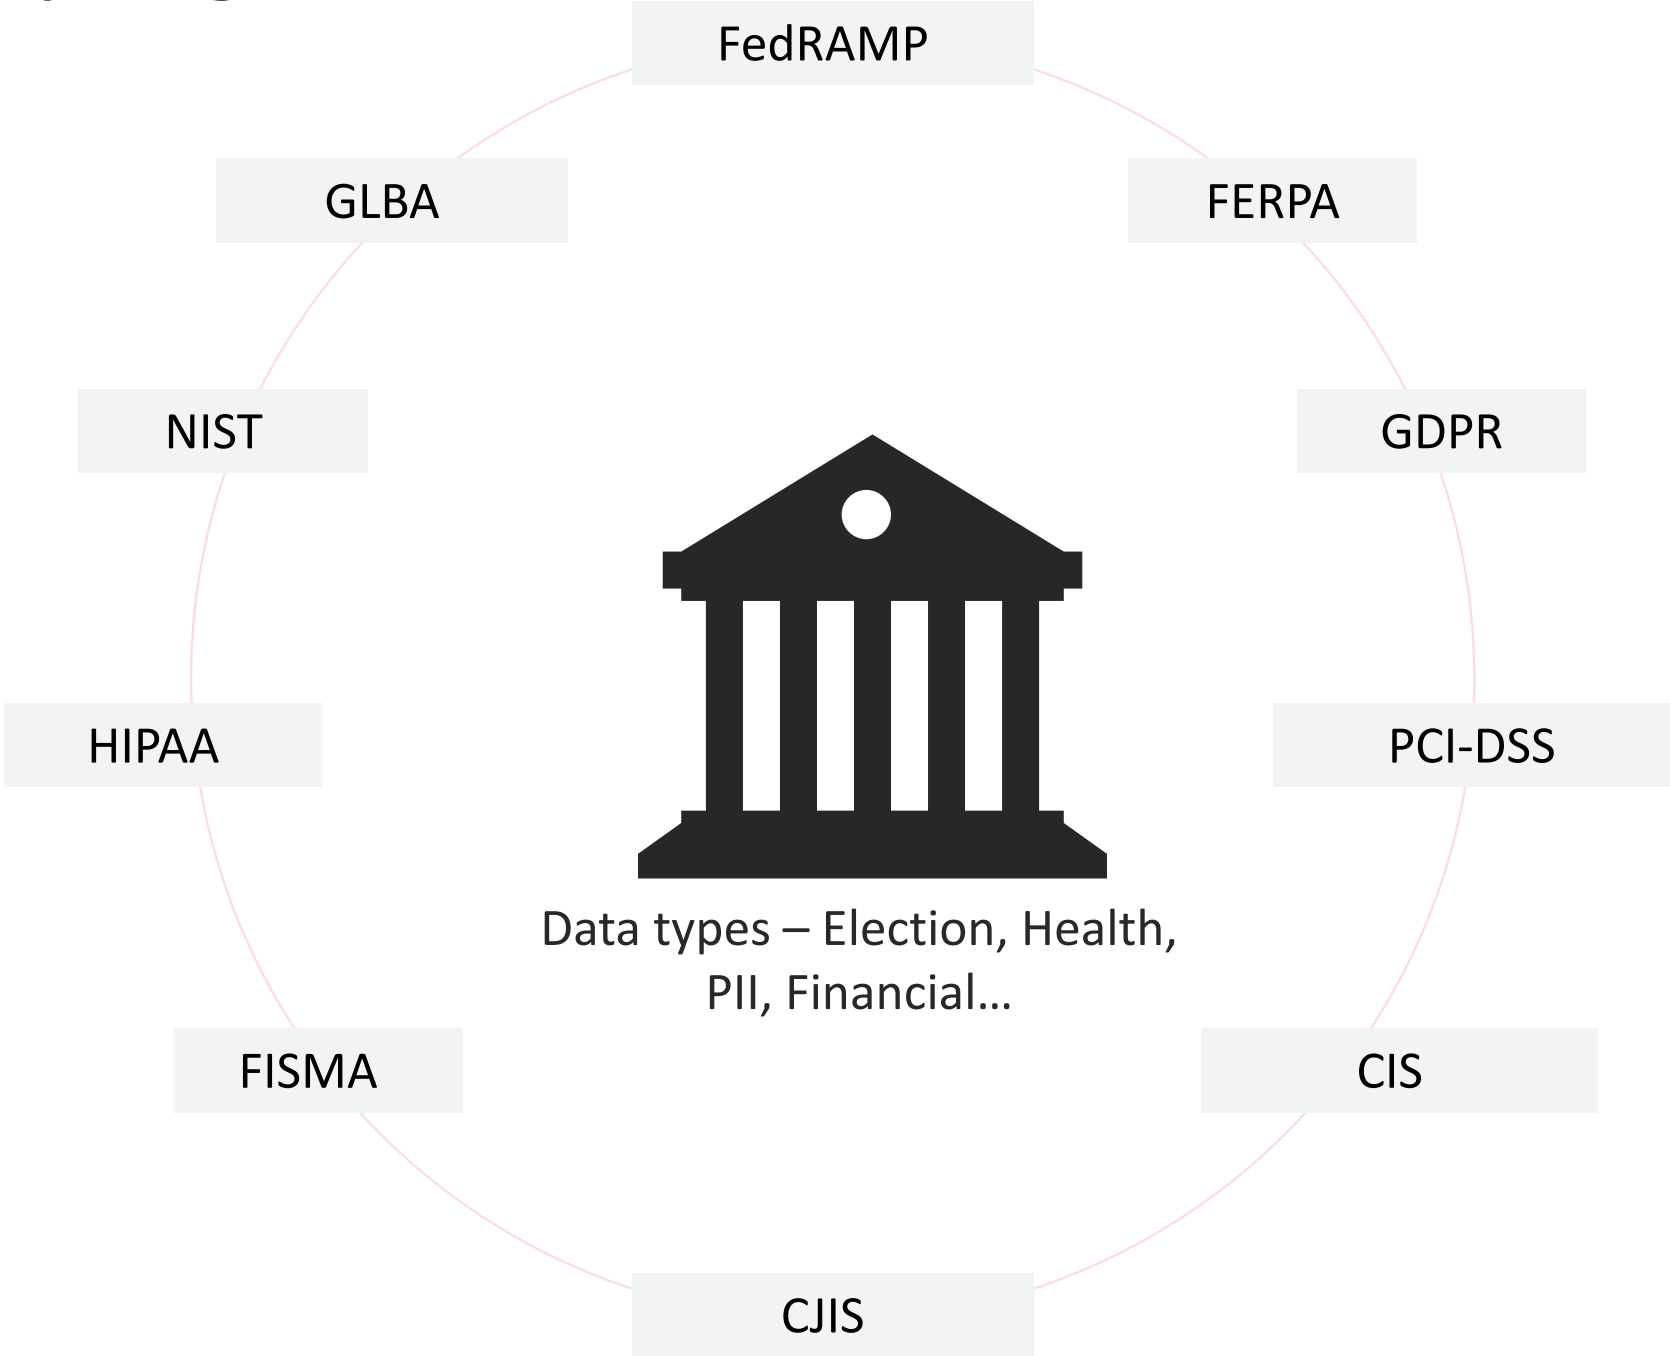 FedRAMP
GLBA
FERPA
NIST
GDPR
HIPAA
PCI-DSS
Data types – Election, Health,
PII, Financial...
FISMA
CIS
CJIS